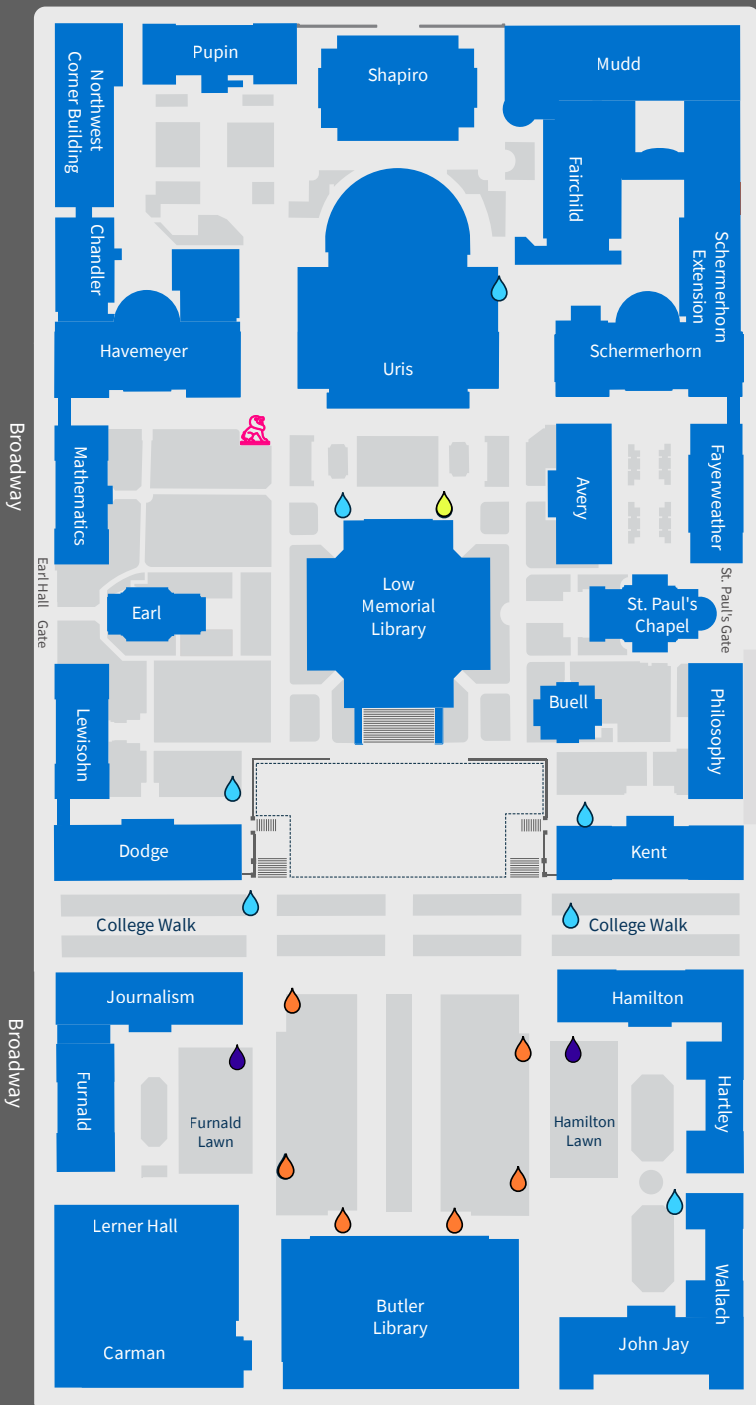 Pupin
Shapiro
Mudd
Northwest
Corner Building
Fairchild
Chandler
Schermerhorn
Extension
Havemeyer
Uris
Schermerhorn
Broadway
Mathematics
Avery
Fayerweather
Earl Hall Gate
Earl
Low
Memorial
Library
St. Paul's
Chapel
St. Paul's Gate
Lewisohn
Buell
Philosophy
Dodge
Kent
College Walk
College Walk
Journalism
Hamilton
Broadway
Furnald
Furnald
Lawn
Hamilton
Lawn
Hartley
Lerner Hall
Butler
Library
Wallach
Carman
John Jay